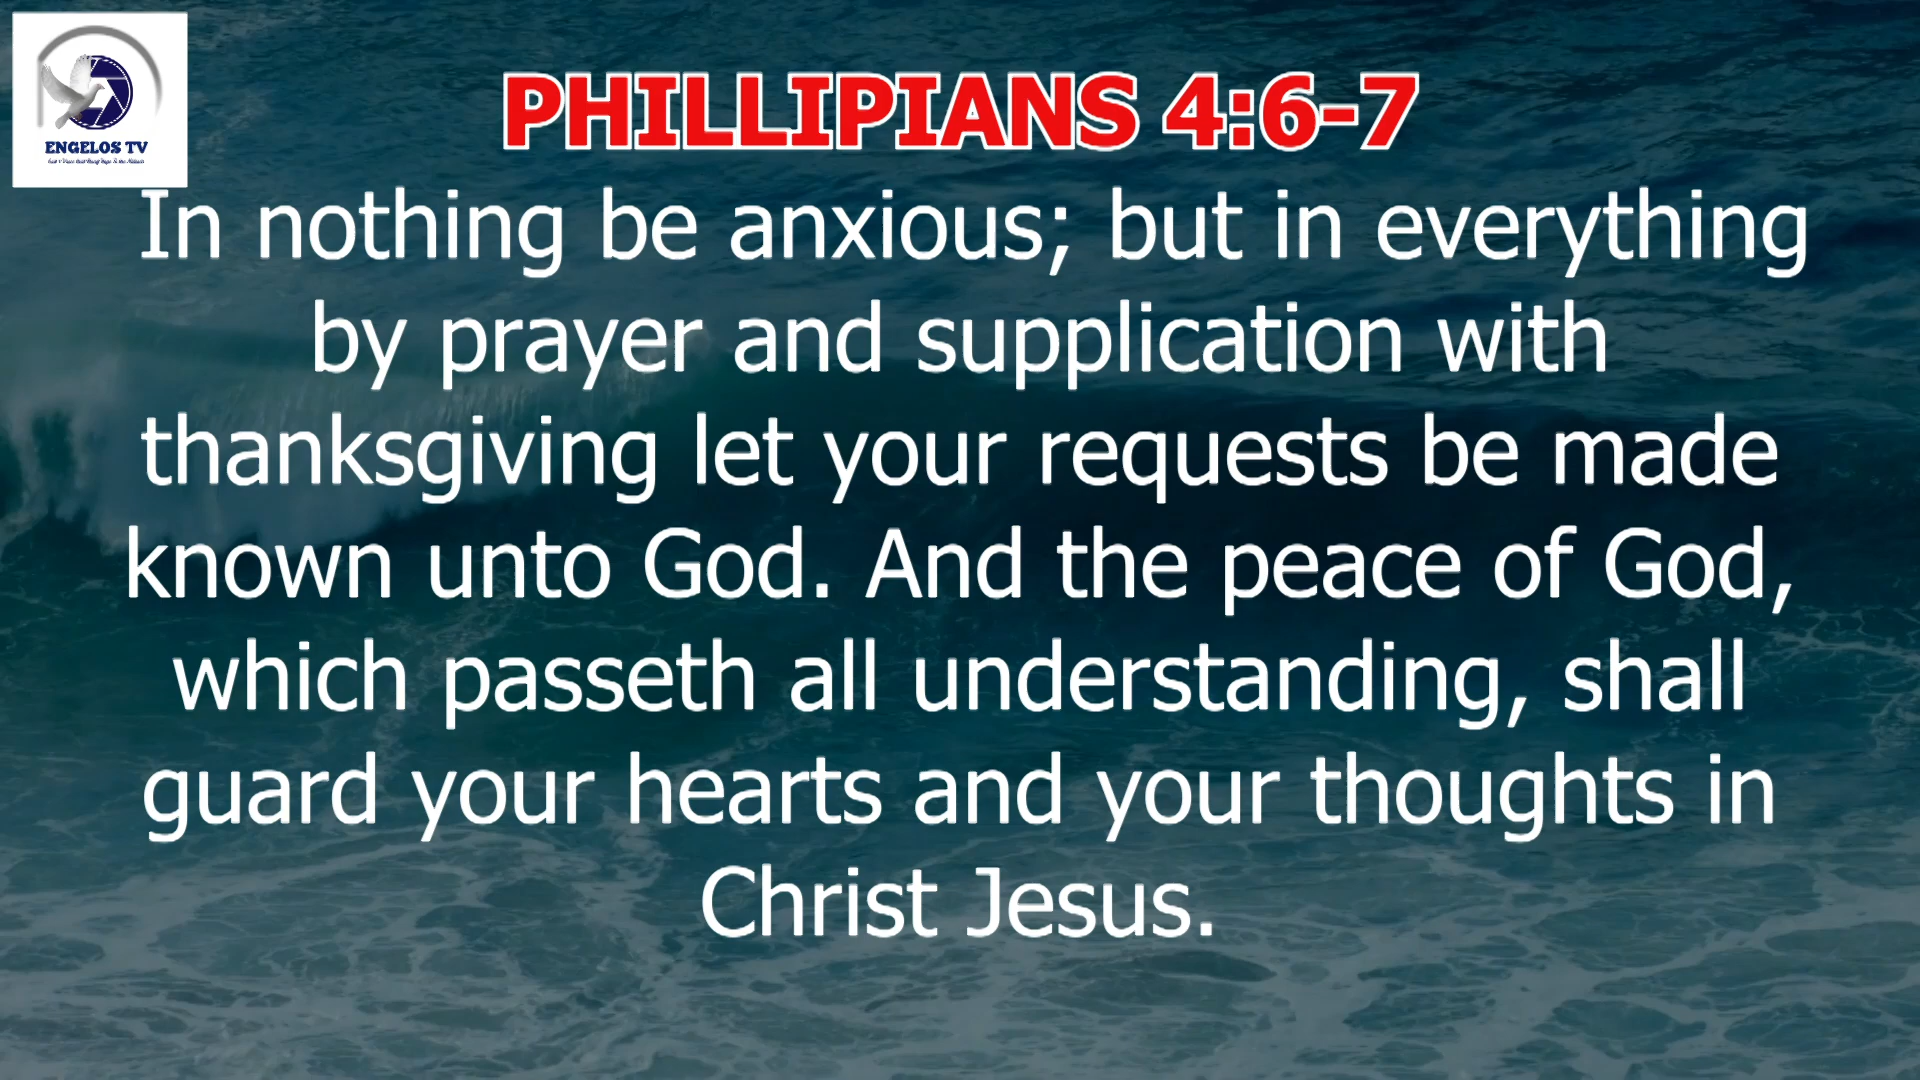 ENGELOS TV
PHILLIPIANS 4:6-7
In nothing be anxious; but in everything
by prayer and supplication with
thanksgiving let your requests be made
known unto God. And the peace of God,
which passeth all understanding, shall
guard your hearts and your thoughts in
Christ Jesus.